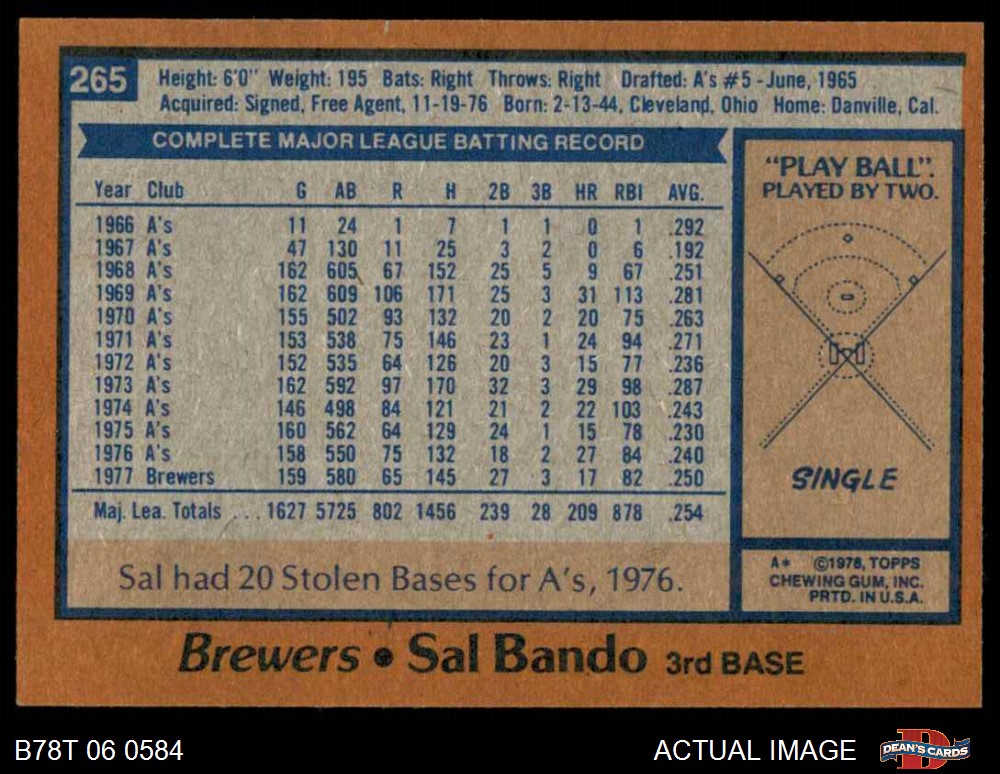 265
Height: 6'0" Weight: 195 Bats: Right Throws: Right Drafted: A's #5 - June, 1965
Acquired: Signed, Free Agent, 11-19-76 Born: 2-13-44, Cleveland, Ohio Home: Danville, Cal.
COMPLETE MAJOR LEAGUE BATTING RECORD
Year Club G AB R H 2B 3B HR RBI AVG.
1966 A's 11 24 1 7 1 1 0 1 .292
1967 A's 47 130 11 25 3 2 0 6 .192
1968 A's 162 605 67 152 25 5 9 67 .251
1969 A's 162 609 106 171 25 3 31 113 .281
1970 A's 155 502 93 132 20 2 20 75 .263
1971 A's 153 538 75 146 23 1 24 94 .271
1972 A's 152 535 64 126 20 3 15 77 .236
1973 A's 162 592 97 170 32 3 29 98 .287
1974 A's 146 498 84 121 21 2 22 103 .243
1975 A's 160 562 64 129 24 1 15 78 .230
1976 A's 158 550 75 132 18 2 27 84 .240
1977 Brewers 159 580 65 145 27 3 17 82 .250
Maj. Lea. Totals ... 1627 5725 802 1456 239 28 209 878 .254
Sal had 20 Stolen Bases for A's, 1976.
"PLAY BALL".
PLAYED BY TWO.
SINGLE
A* ©1978, TOPPS
CHEWING GUM, INC.
PRTD. IN U.S.A.
Brewers • Sal Bando 3rd BASE
B78T 06 0584
ACTUAL IMAGE
DEAN'S CARDS